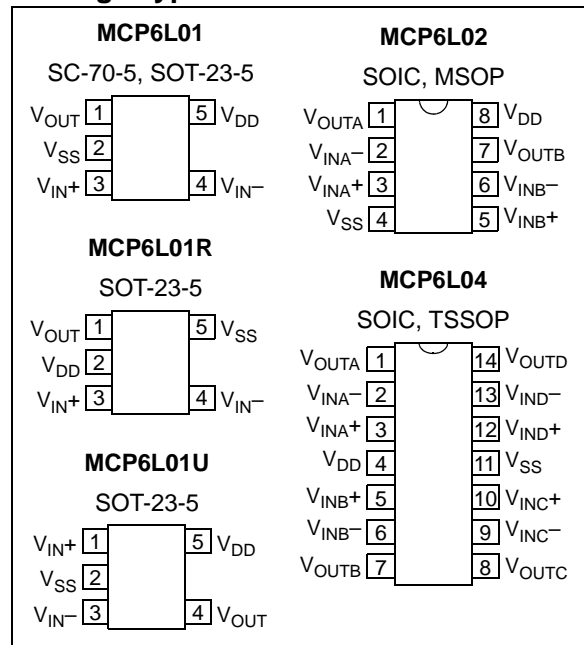 MCP6L01
SC-70-5, SOT-23-5
VOUT 1 5 VDD
VSS 2
VIN+ 3 4 VIN–
MCP6L01R
SOT-23-5
VOUT 1 5 VSS
VDD 2
VIN+ 3 4 VIN–
MCP6L01U
SOT-23-5
VIN+ 1 5 VDD
VSS 2
VIN– 3 4 VOUT
MCP6L02
SOIC, MSOP
VOUTA 1 8 VDD
VINA– 2 7 VOUTB
VINA+ 3 6 VINB–
VSS 4 5 VINB+
MCP6L04
SOIC, TSSOP
VOUTA 1 14 VOUTD
VINA– 2 13 VIND–
VINA+ 3 12 VIND+
VDD 4 11 VSS
VINB+ 5 10 VINC+
VINB– 6 9 VINC–
VOUTB 7 8 VOUTC